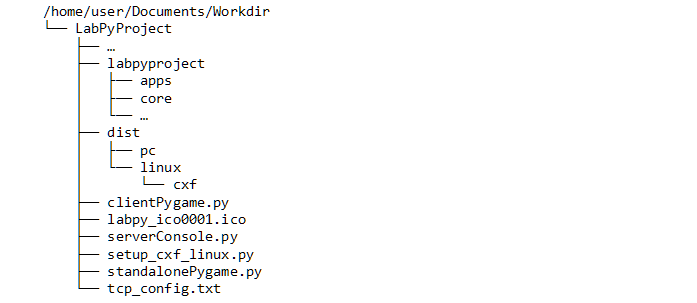 /home/user/Documents/Workdir
└── LabPyProject
├── …
├── labpyproject
│ ├── apps
│ ├── core
│ └── …
├── dist
│ ├── pc
│ └── linux
│ └── cxf
├── clientPygame.py
├── labpy_ico0001.ico
├── serverConsole.py
├── setup_cxf_linux.py
├── standalonePygame.py
└── tcp_config.txt